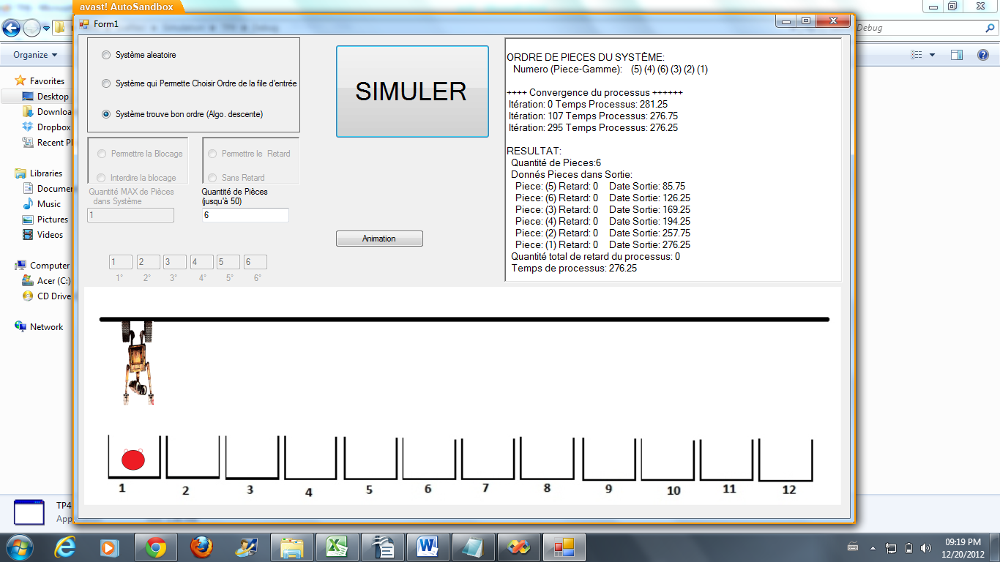 avast! AutoSandbox
Form1
Debug
Organize
Favorites
Desktop
Dropbox
Libraries
Music
Pictures
Videos
Computer
Acer (C:)
Network
Système aleatoire
Système qui Permette Choisir Ordre de la file d'entrée
Système trouve bon ordre (Algo. descente)
Permettre la Blocage
Interdire la blocage
Permettre le Retard
Sans Retard
Quantité MAX de Pièces
dans Système
1
Quantité de Pièces
(jusqu'à 50)
6
1 2 3 4 5 6
1° 2° 3° 4° 5° 6°
SIMULER
Animation
ORDRE DE PIECES DU SYSTÈME:
Numero (Piece-Gamme): (5) (4) (6) (3) (2) (1)
++++ Convergence du processus ++++++
Itération: 0 Temps Processus: 281.25
Itération: 107 Temps Processus: 276.75
Itération: 295 Temps Processus: 276.25
RESULTAT:
Quantité de Pieces:6
Donnés Pieces dans Sortie:
Piece: (5) Retard: 0 Date Sortie: 85.75
Piece: (6) Retard: 0 Date Sortie: 126.25
Piece: (3) Retard: 0 Date Sortie: 169.25
Piece: (4) Retard: 0 Date Sortie: 194.25
Piece: (2) Retard: 0 Date Sortie: 257.75
Piece: (1) Retard: 0 Date Sortie: 276.25
Quantité total de retard du processus: 0
Temps de processus: 276.25
1 2 3 4 5 6 7 8 9 10 11 12
TP4
09:19 PM
12/20/2012